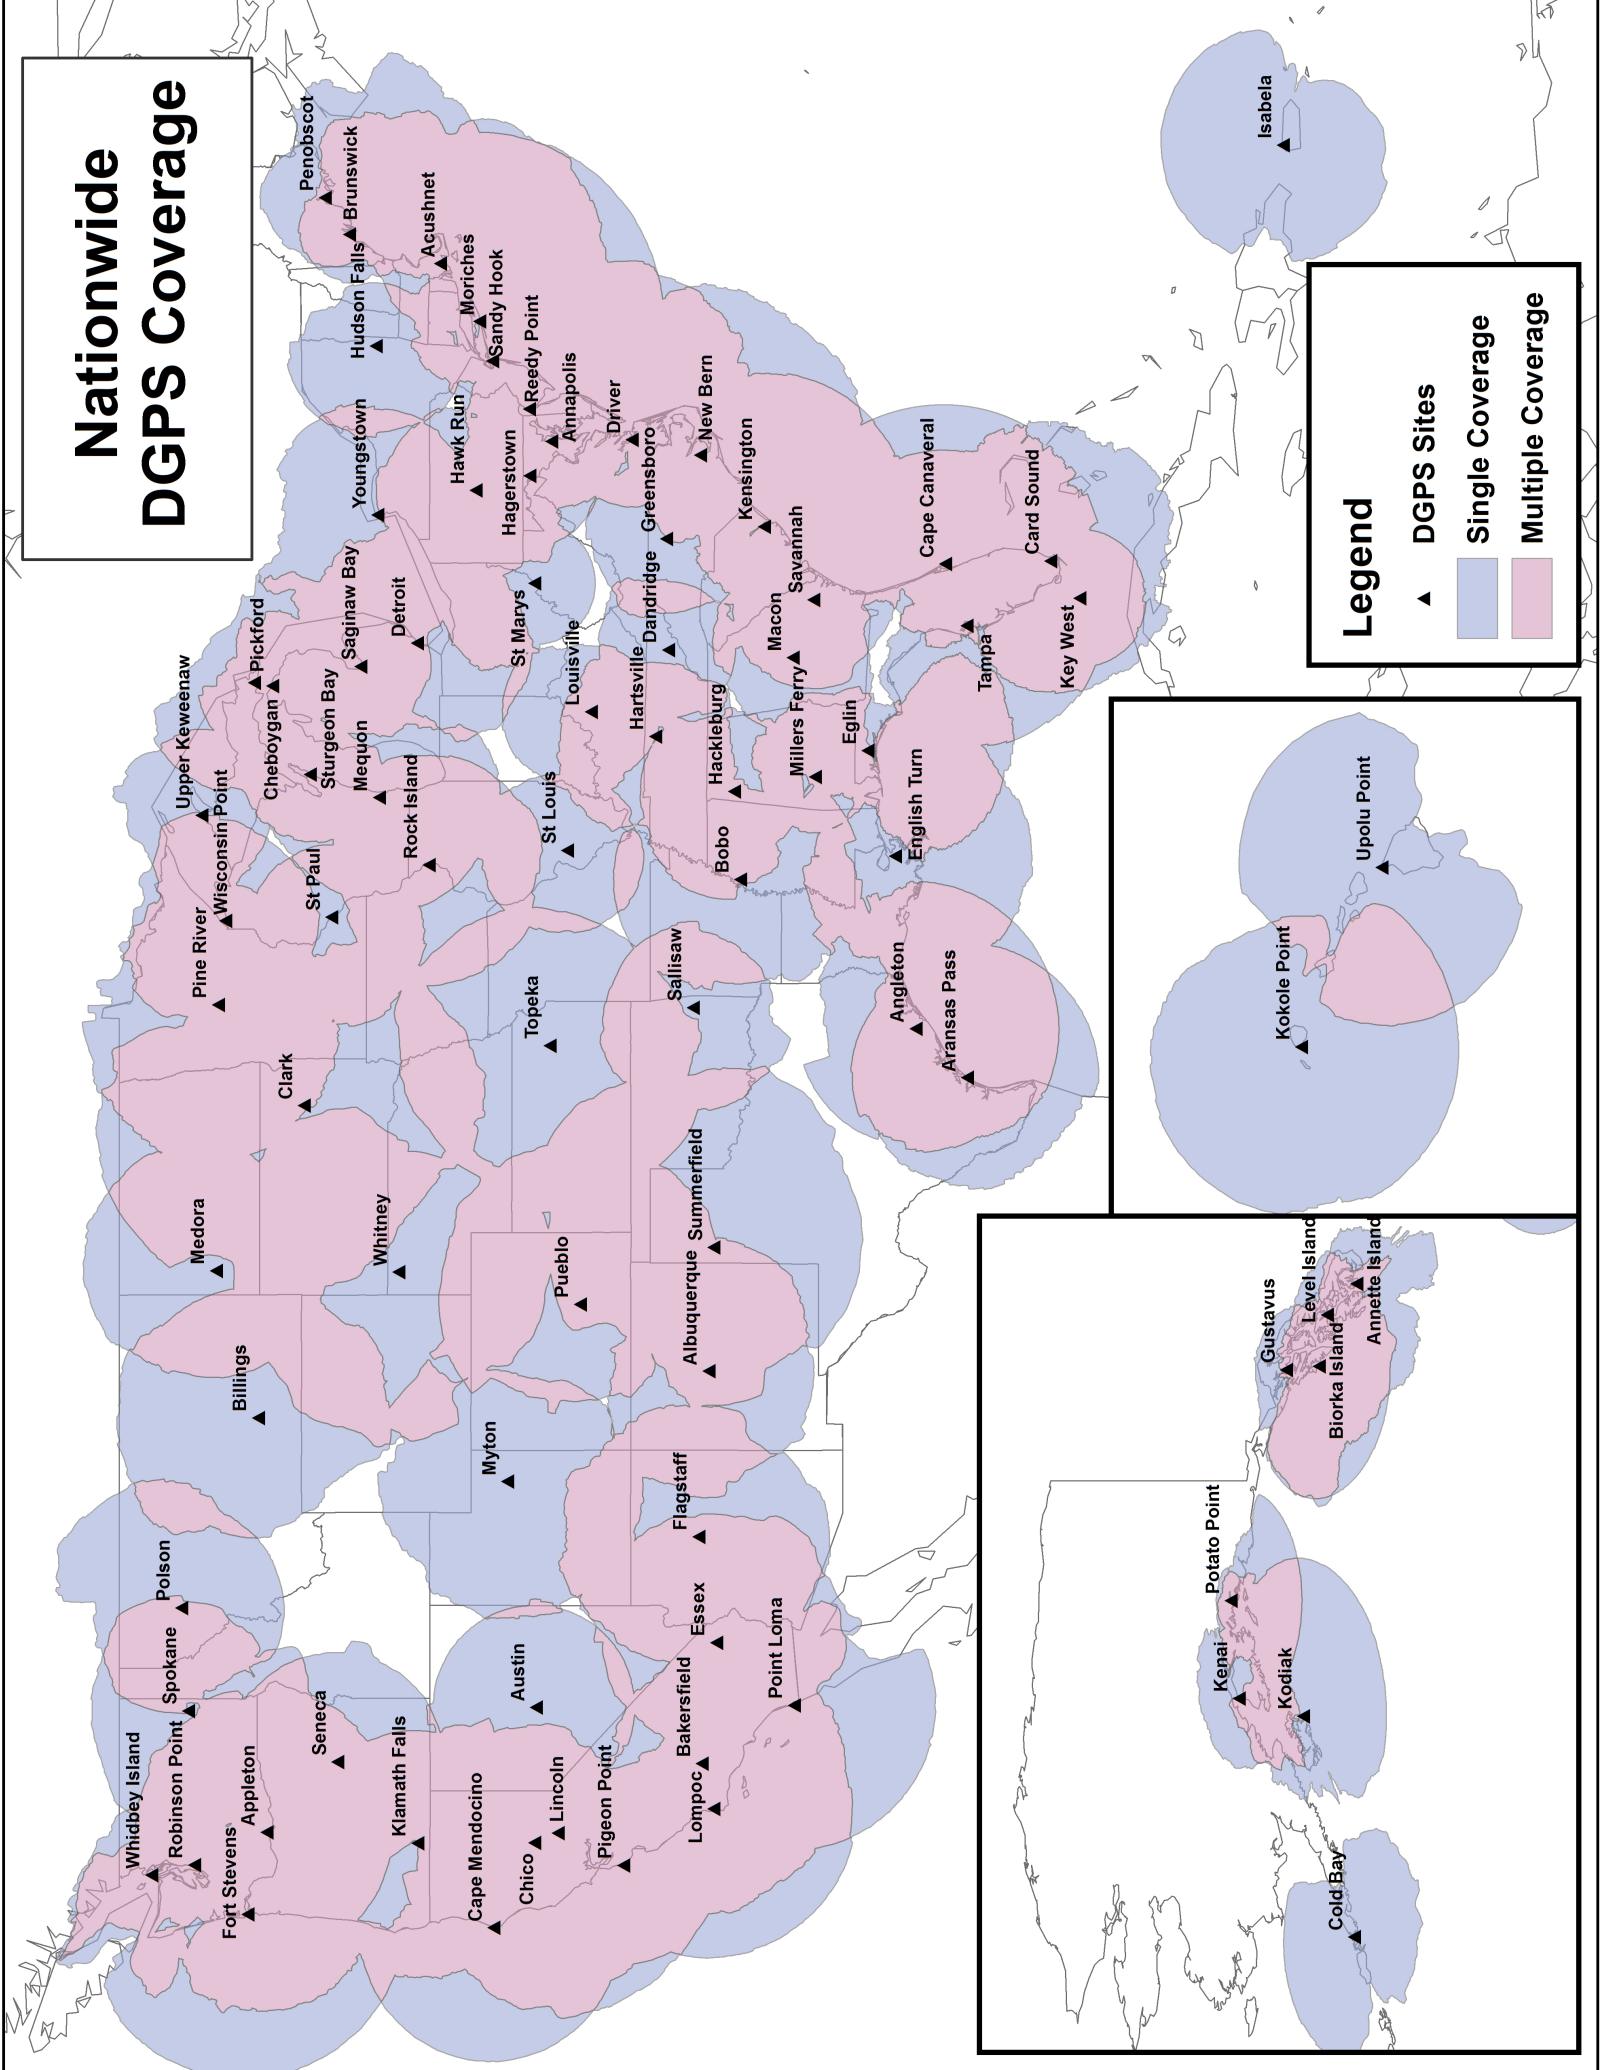 Nationwide
DGPS Coverage
Whidbey Island
Robinson Point
Fort Stevens
Appleton
Spokane
Polson
Seneca
Klamath Falls
Cape Mendocino
Chico
Lincoln
Pigeon Point
Austin
Lompoc
Bakersfield
Point Loma
Essex
Flagstaff
Myton
Billings
Medora
Whitney
Pueblo
Albuquerque
Summerfield
Clark
Topeka
Sallisaw
Pine River
Wisconsin Point
Upper Keweenaw
St Paul
Rock Island
St Louis
Mequon
Sturgeon Bay
Cheboygan
Pickford
Saginaw Bay
Detroit
Youngstown
Hudson Falls
Penobscot
Brunswick
Acushnet
Moriches
Sandy Hook
Reedy Point
Annapolis
Hawk Run
Hagerstown
Driver
New Bern
Greensboro
Kensington
Savannah
Macon
Dandridge
St Marys
Louisville
Hartsville
Hackleburg
Millers Ferry
Eglin
Bobo
English Turn
Angleton
Aransas Pass
Cape Canaveral
Card Sound
Tampa
Key West
Isabela
Cold Bay
Kodiak
Kenai
Potato Point
Gustavus
Biorka Island
Level Island
Annette Island
Kokole Point
Upolu Point
Legend
DGPS Sites
Single Coverage
Multiple Coverage